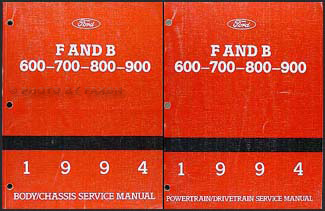 Ford
F AND B
600-700-800-900
1 9 9 4
BODY/CHASSIS SERVICE MANUAL
Ford
F AND B
600-700-800-900
1 9 9 4
POWERTRAIN/DRIVETRAIN SERVICE MANUAL